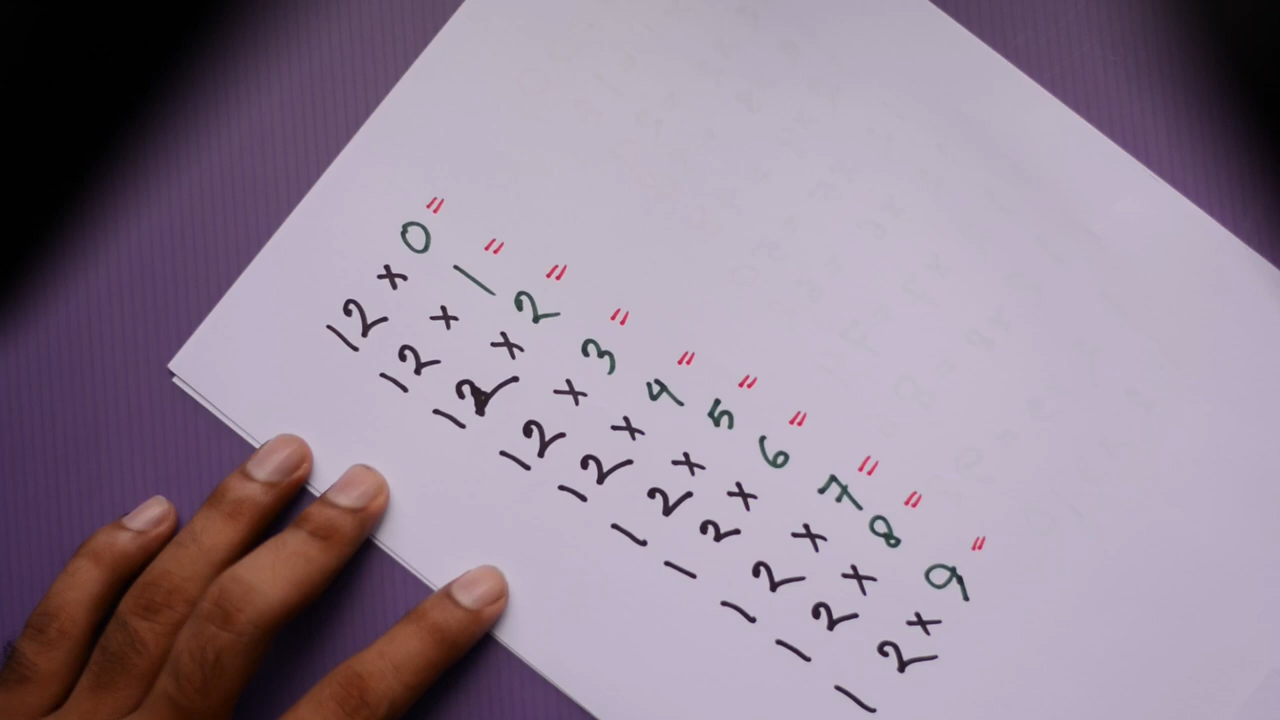 12 × 0 =
12 × 1 =
12 × 2 =
12 × 3 =
12 × 4 =
12 × 5 =
12 × 6 =
12 × 7 =
12 × 8 =
12 × 9 =